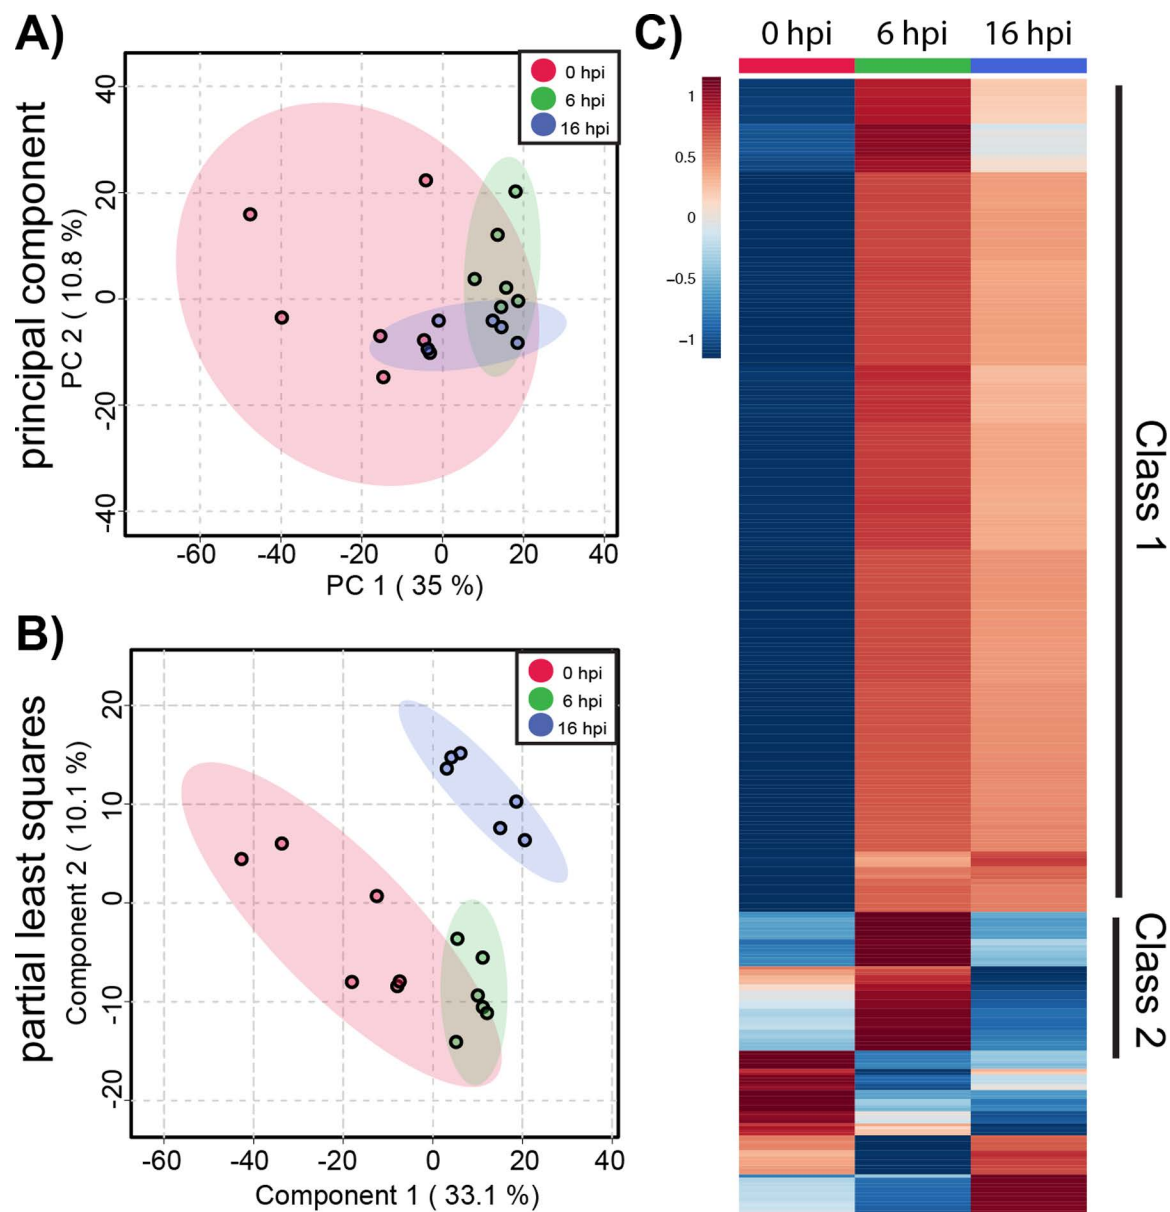 A)
principal component
PC 2 ( 10.8 %)
40
20
0
-20
-40
0 hpi
6 hpi
16 hpi
-60
-40
-20
0
20
40
PC 1 ( 35 %)
B)
partial least squares
Component 2 ( 10.1 %)
20
10
0
-10
-20
0 hpi
6 hpi
16 hpi
-60
-40
-20
0
20
40
Component 1 ( 33.1 %)
C)
0 hpi
6 hpi
16 hpi
1
0.5
0
−0.5
−1
Class 1
Class 2